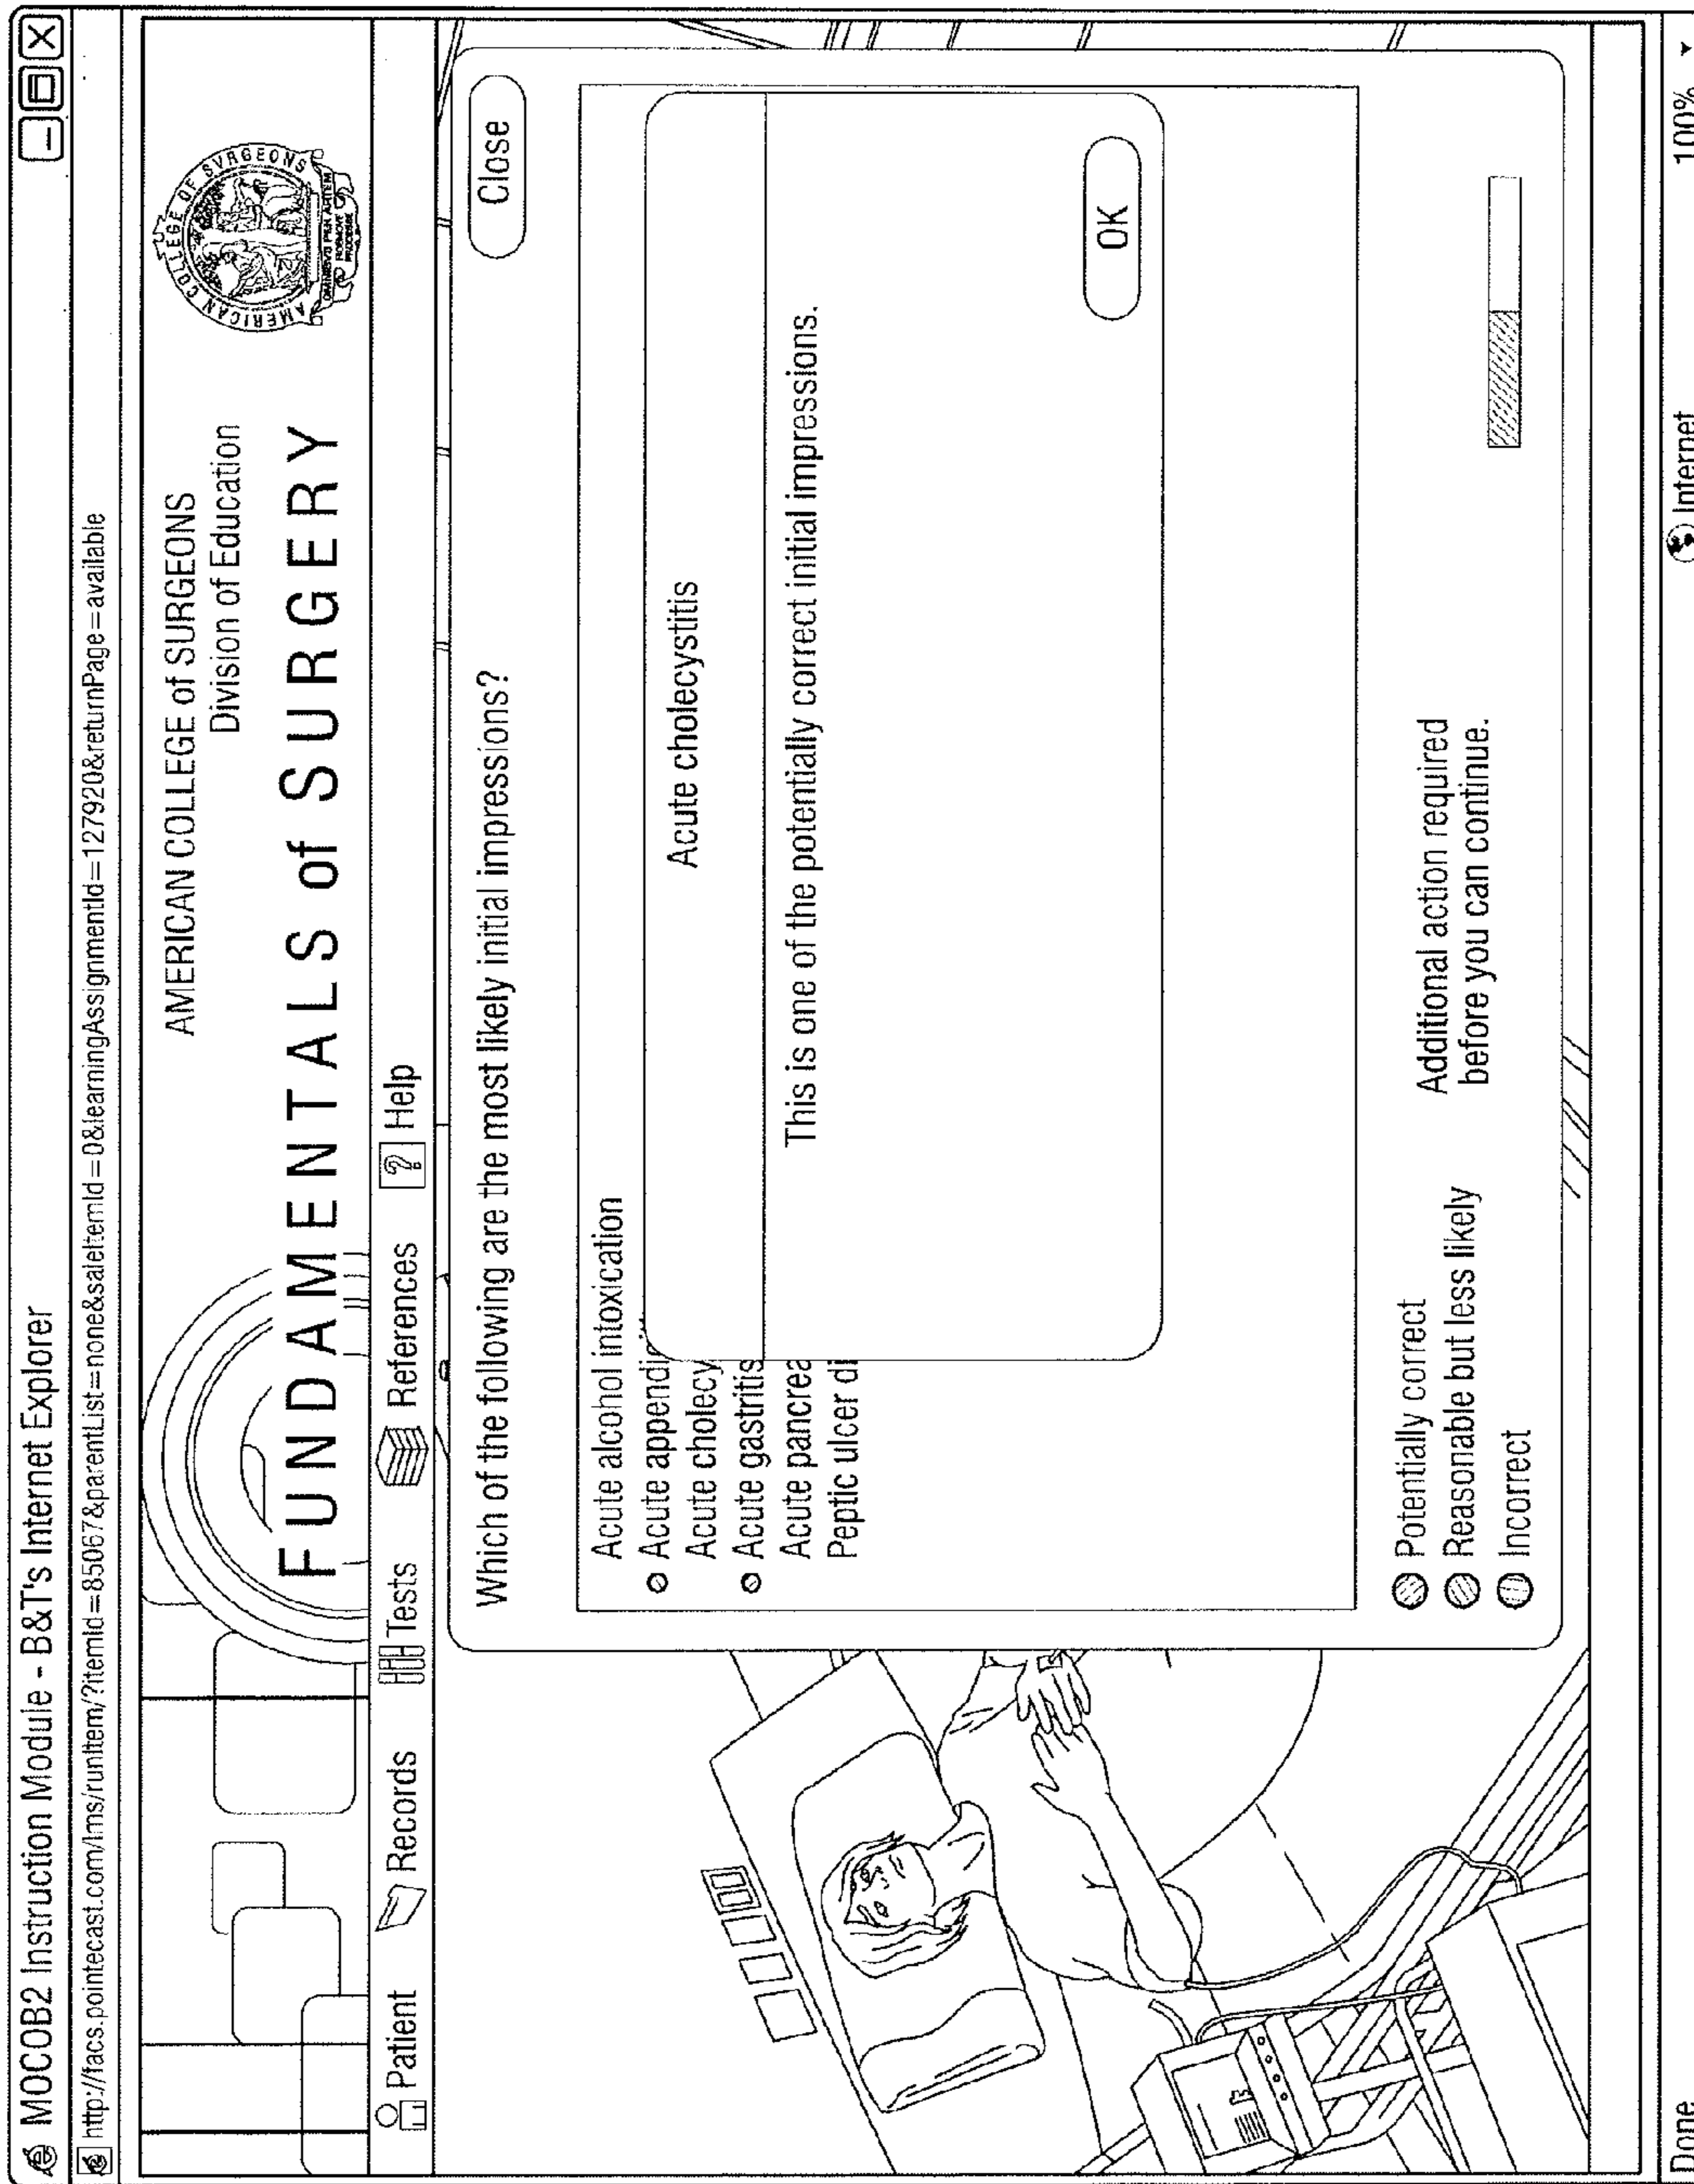 MOCOB2 Instruction Module - B&T's Internet Explorer
http://facs.pointecast.com/lms/runItem/?itemId=85067&parentList=none&saleItemId=0&learningAssignmentId=127920&returnPage=available
AMERICAN COLLEGE of SURGEONS
Division of Education
FUNDAMENTALS of SURGERY
AMERICAN COLLEGE OF SVRGEONS
Patient Records Tests References ? Help
Which of the following are the most likely initial impressions?
Close
Acute alcohol intoxication
Acute appendic
Acute cholecy
Acute gastritis
Acute pancrea
Peptic ulcer di
Acute cholecystitis
This is one of the potentially correct initial impressions.
OK
Potentially correct
Reasonable but less likely
Incorrect
Additional action required
before you can continue.
Done Internet 100%